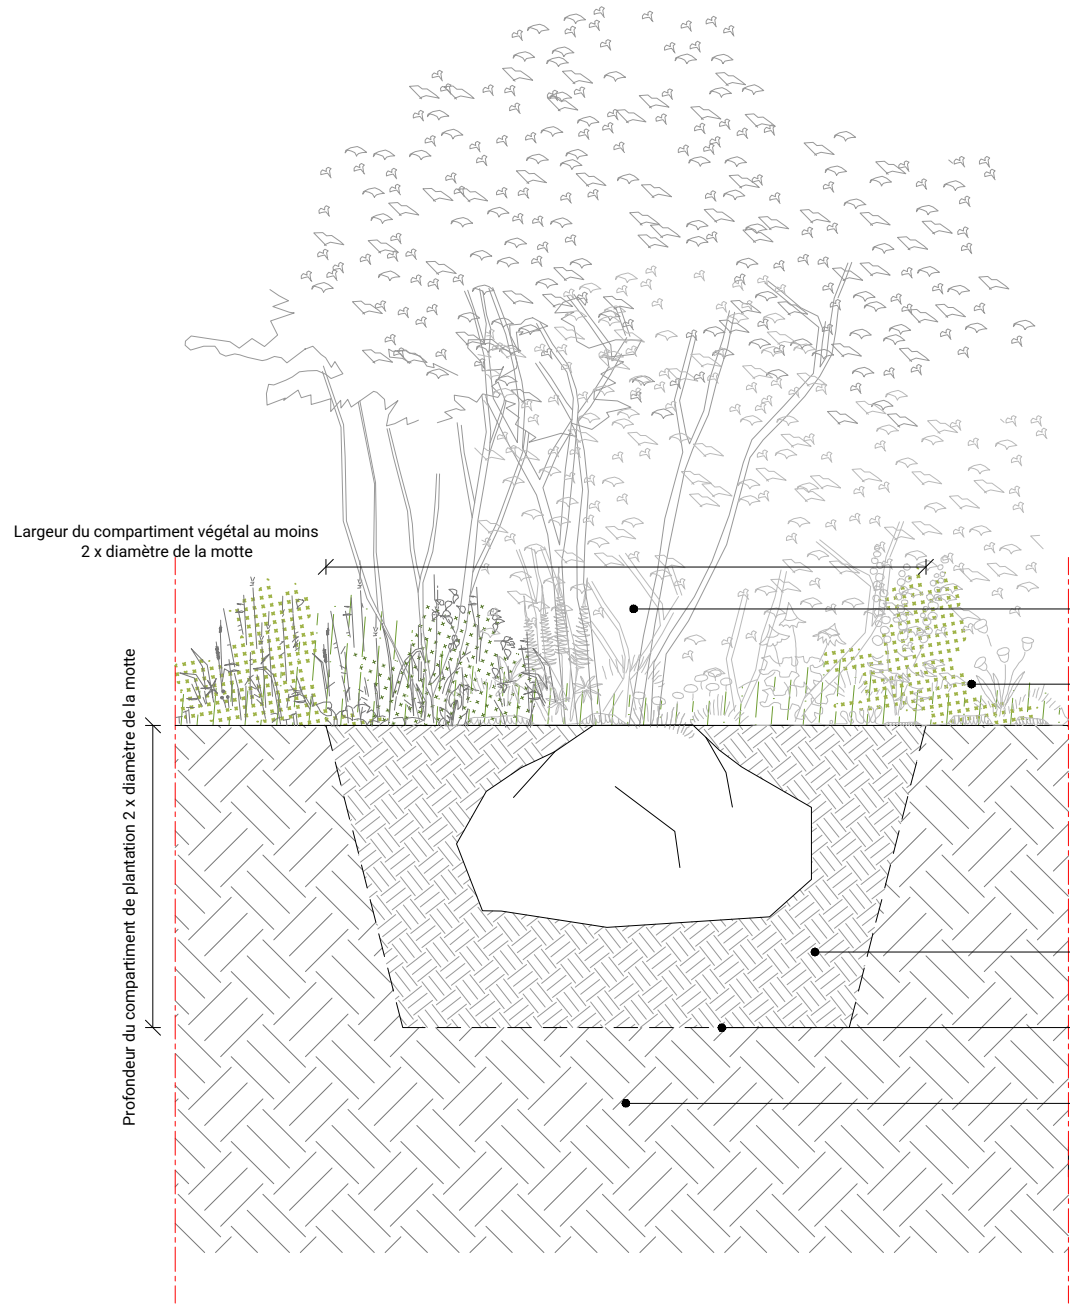 Largeur du compartiment végétal au moins
2 x diamètre de la motte
Profondeur du compartiment de plantation 2 x diamètre de la motte